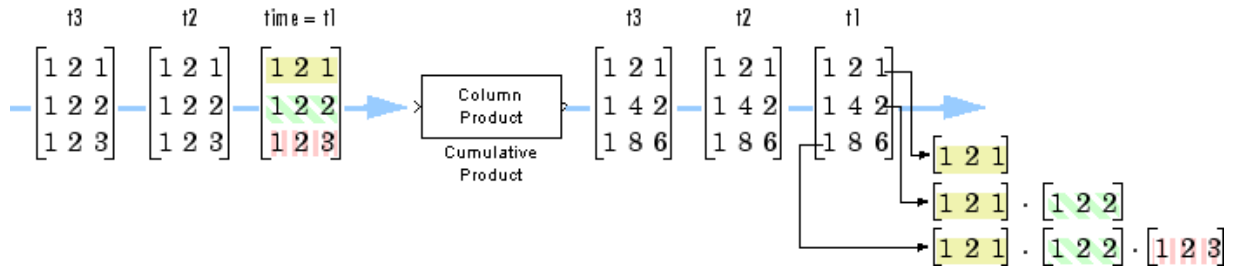 t3 t2 time = t1 t3 t2 t1
[1 2 1] [1 2 1] [1 2 1] [1 2 1] [1 2 1] [1 2 1]
[1 2 2] [1 2 2] [1 2 2] [1 4 2] [1 4 2] [1 4 2]
[1 2 3] [1 2 3] [1 2 3] [1 8 6] [1 8 6] [1 8 6]
Column
Product
Cumulative
Product
[1 2 1]
[1 2 1] · [1 2 2]
[1 2 1] · [1 2 2] · [1 2 3]